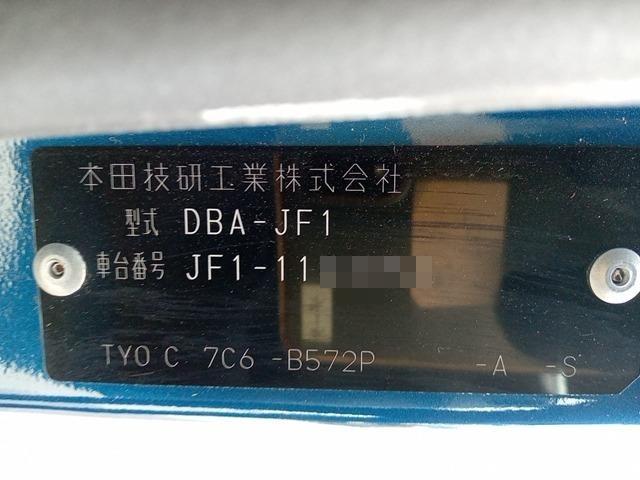 本田技研工業株式会社
型式 DBA-JF1
車台番号 JF1-11
TYO C 7C6 -B572P -A -S